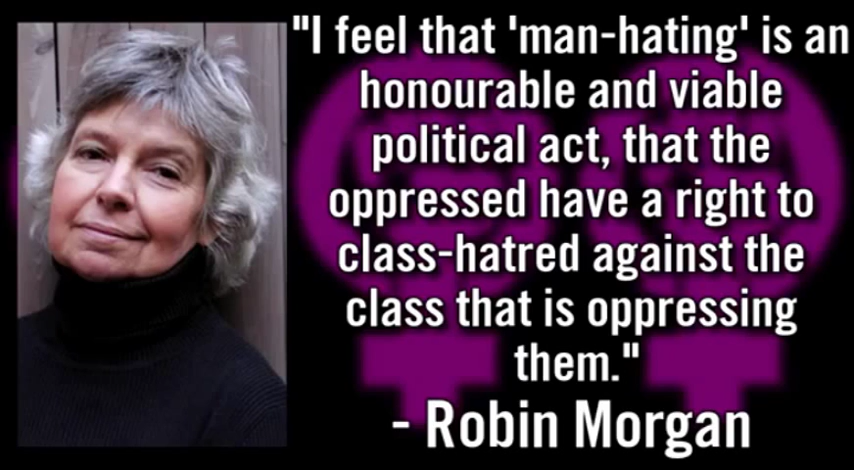 "I feel that 'man-hating' is an
honourable and viable
political act, that the
oppressed have a right to
class-hatred against the
class that is oppressing
them."
- Robin Morgan